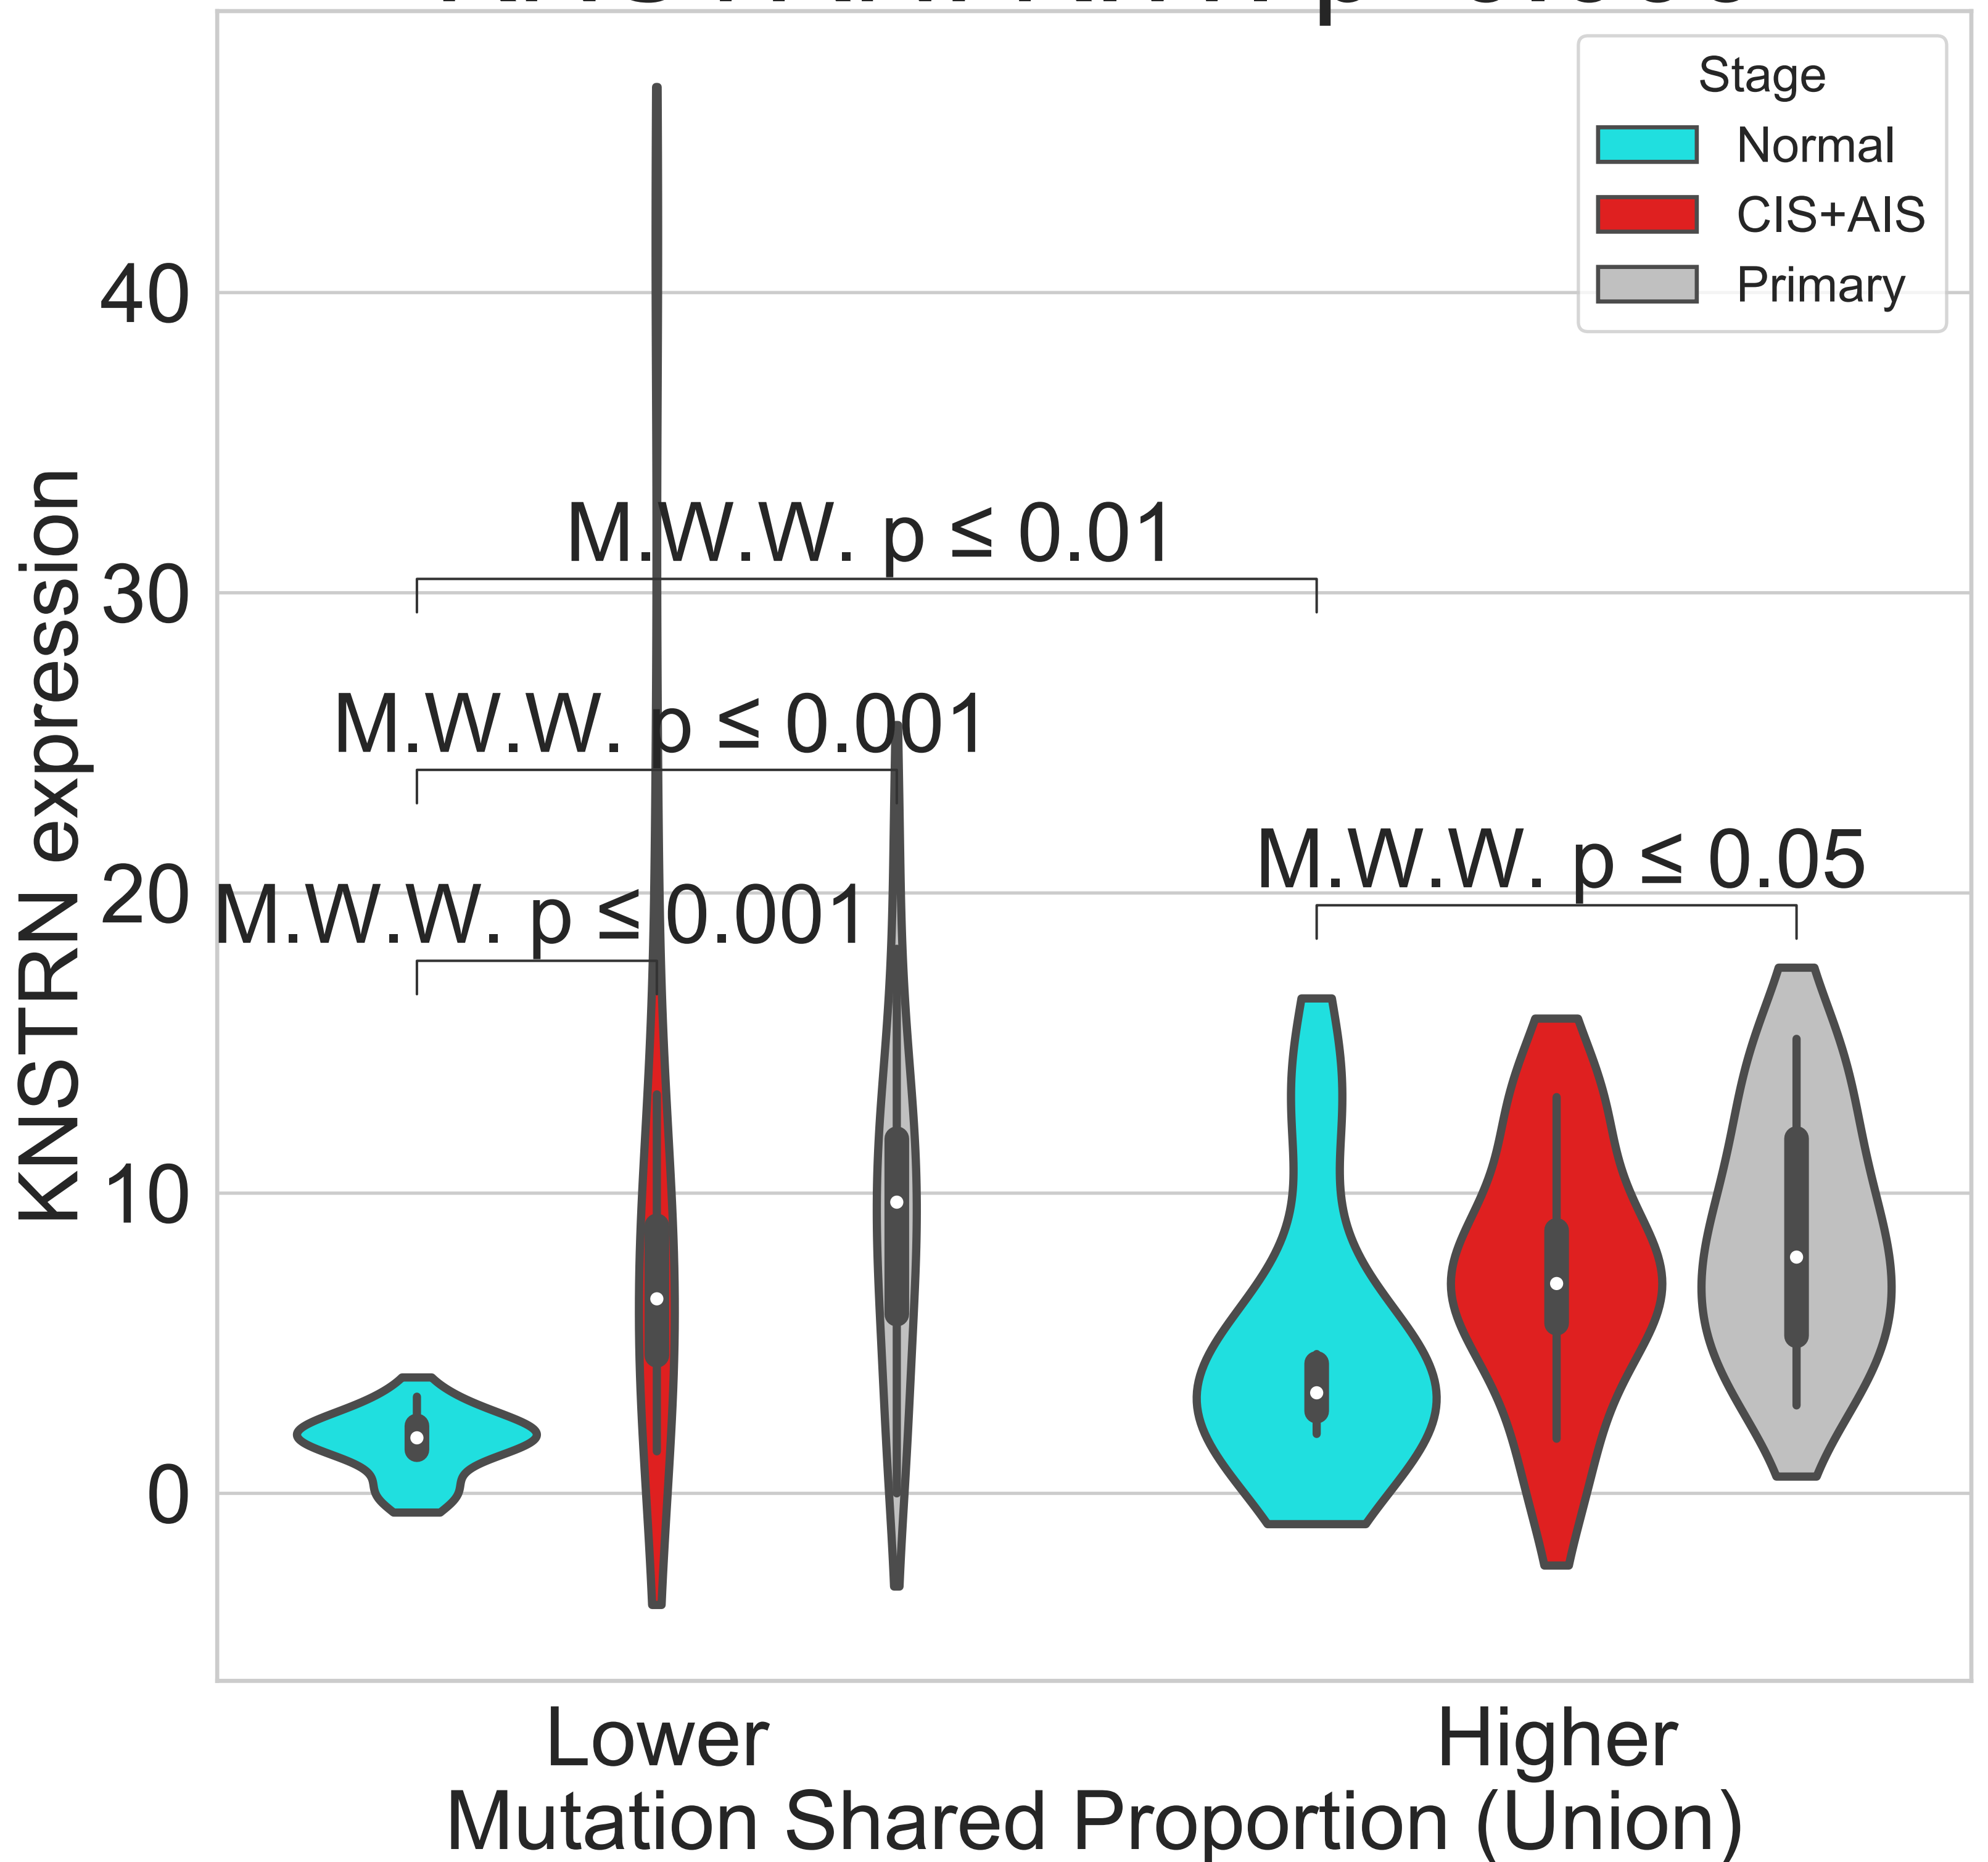 Stage
Normal
CIS+AIS
Primary
KNSTRN expression
40
30
20
10
0
M.W.W. p ≤ 0.01
M.W.W. p ≤ 0.001
M.W.W. p ≤ 0.05
M.W.W. p ≤ 0.001
Lower
Higher
Mutation Shared Proportion (Union)